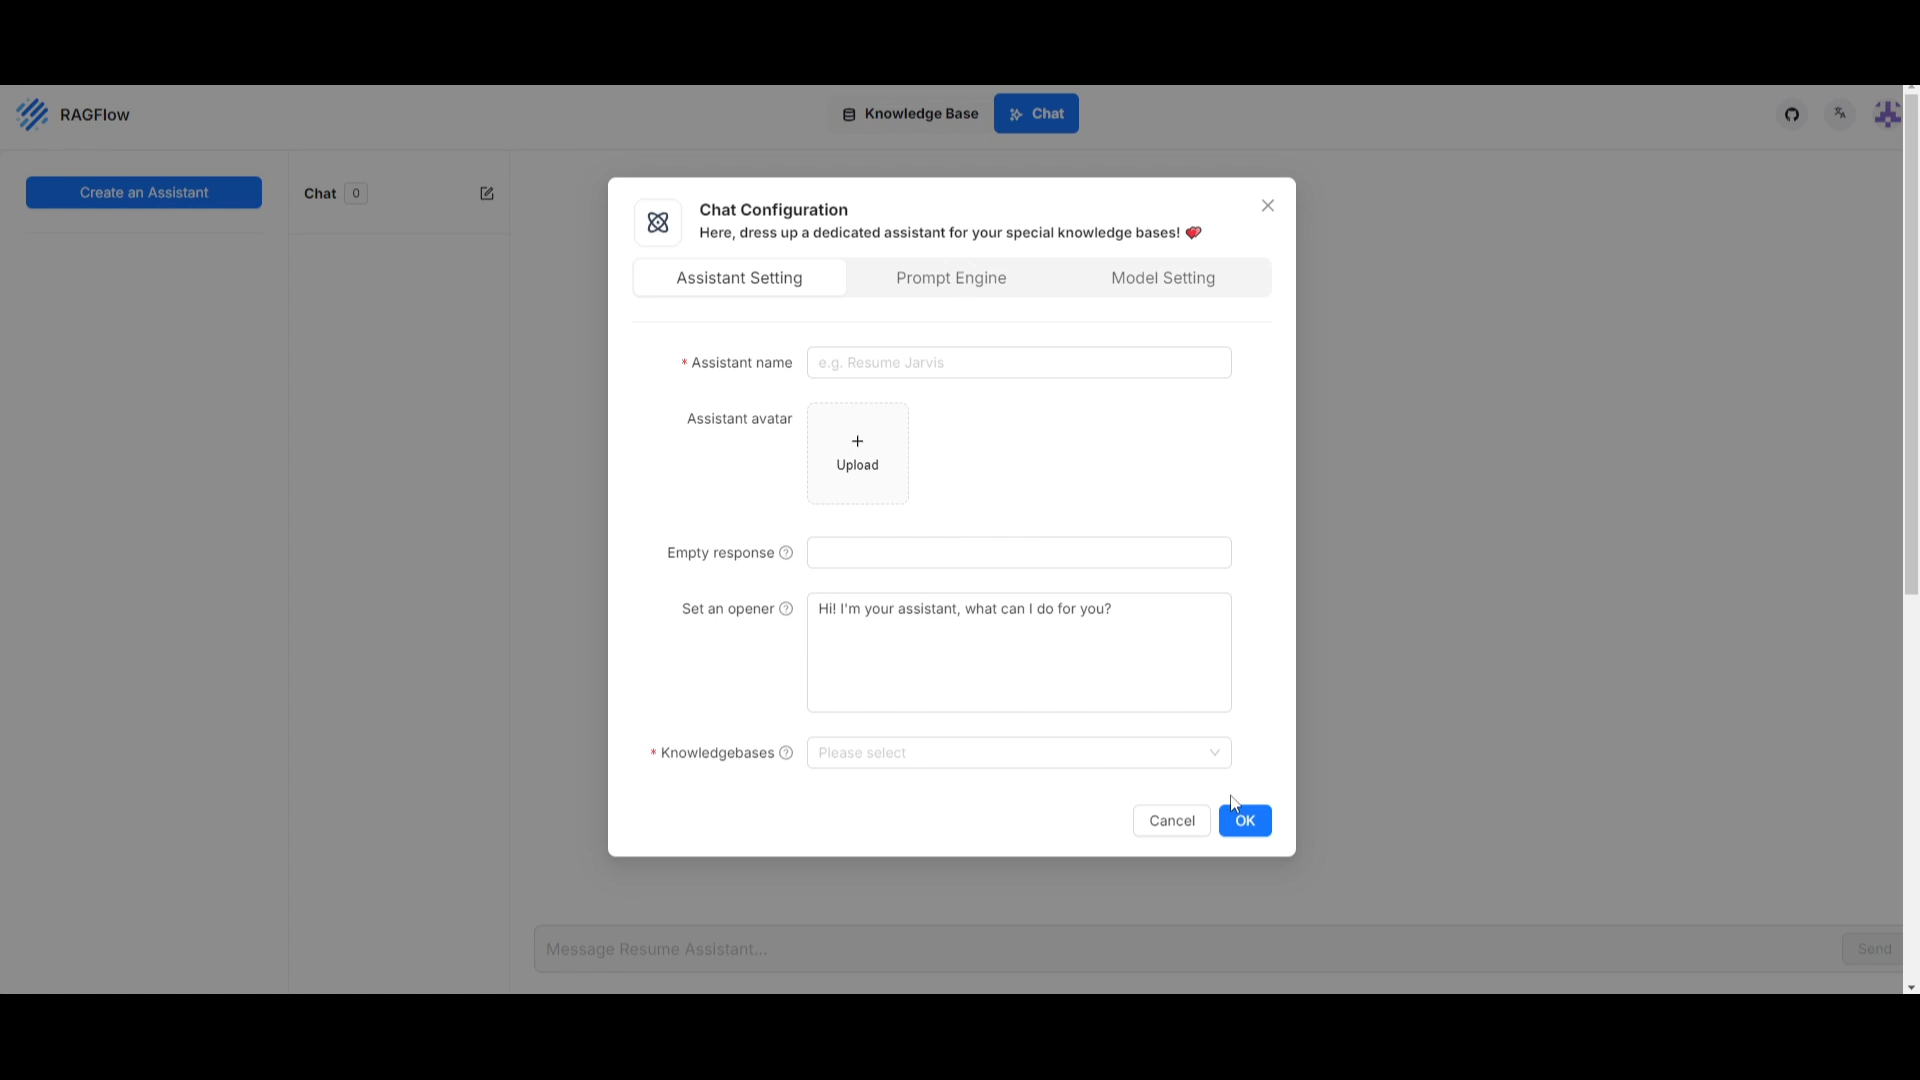 RAGFlow
Knowledge Base
Chat
Create an Assistant
Chat 0
Chat Configuration
Here, dress up a dedicated assistant for your special knowledge bases! 💘
Assistant Setting
Prompt Engine
Model Setting
* Assistant name
e.g. Resume Jarvis
Assistant avatar
+
Upload
Empty response
Set an opener
Hi! I'm your assistant, what can I do for you?
* Knowledgebases
Please select
Cancel
OK
Message Resume Assistant...
Send